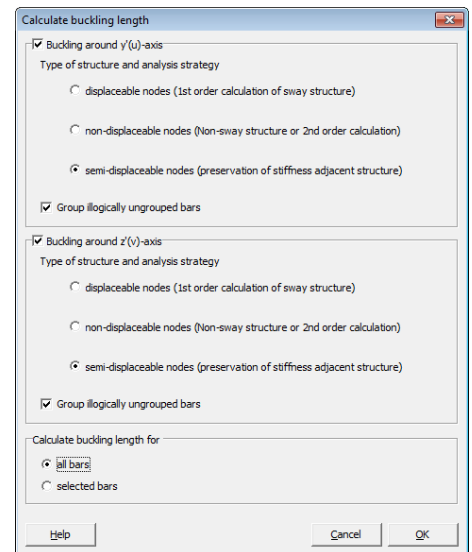 Calculate buckling length
Buckling around y'(u)-axis
Type of structure and analysis strategy
displaceable nodes (1st order calculation of sway structure)
non-displaceable nodes (Non-sway structure or 2nd order calculation)
semi-displaceable nodes (preservation of stiffness adjacent structure)
Group illogically ungrouped bars
Buckling around z'(v)-axis
Type of structure and analysis strategy
displaceable nodes (1st order calculation of sway structure)
non-displaceable nodes (Non-sway structure or 2nd order calculation)
semi-displaceable nodes (preservation of stiffness adjacent structure)
Group illogically ungrouped bars
Calculate buckling length for
all bars
selected bars
Help Cancel OK